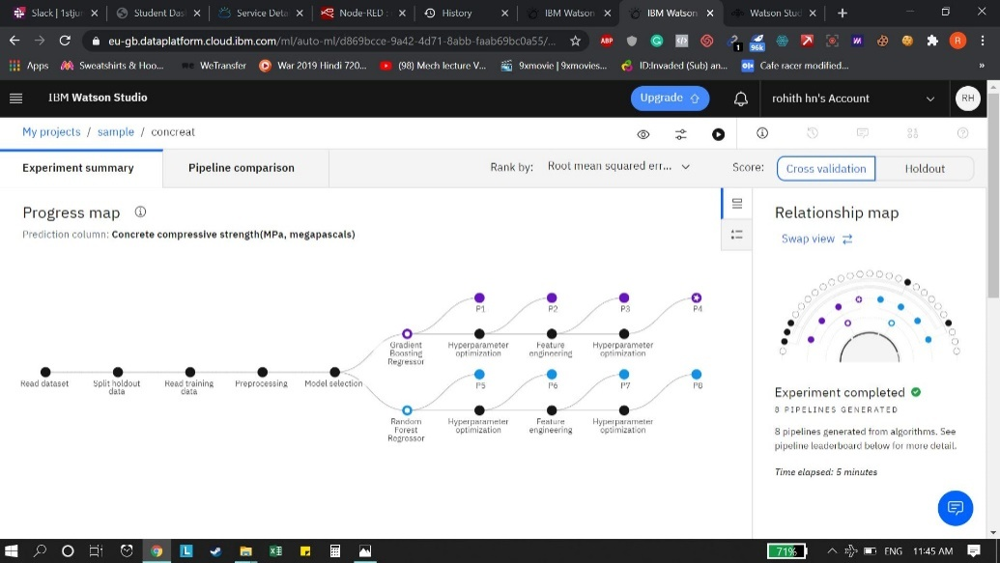 Slack | 1stjur
Student Das
Service Deta
Node-RED :
History
IBM Watson
IBM Watson
Watson Stud
eu-gb.dataplatform.cloud.ibm.com/ml/auto-ml/d869bcce-9a42-4d71-8abb-faab69bc0a55/...
ABP
1
96k
R
Apps
Sweatshirts & Hoo...
WeTransfer
War 2019 Hindi 720...
(98) Mech lecture V...
9xmovie | 9xmovies...
ID:Invaded (Sub) an...
Cafe racer modified...
»
IBM Watson Studio
Upgrade
rohith hn's Account
RH
My projects / sample / concreat
Experiment summary
Pipeline comparison
Rank by: Root mean squared err...
Score:
Cross validation
Holdout
Progress map
Prediction column: Concrete compressive strength(MPa, megapascals)
Relationship map
Swap view
P1
P2
P3
P4
Gradient
Boosting
Regressor
Hyperparameter
optimization
Feature
engineering
Hyperparameter
optimization
Read dataset
Split holdout
data
Read training
data
Preprocessing
Model selection
P5
P6
P7
P8
Random
Forest
Regressor
Hyperparameter
optimization
Feature
engineering
Hyperparameter
optimization
Experiment completed
8 PIPELINES GENERATED
8 pipelines generated from algorithms. See
pipeline leaderboard below for more detail.
Time elapsed: 5 minutes
71%
ENG
11:45 AM